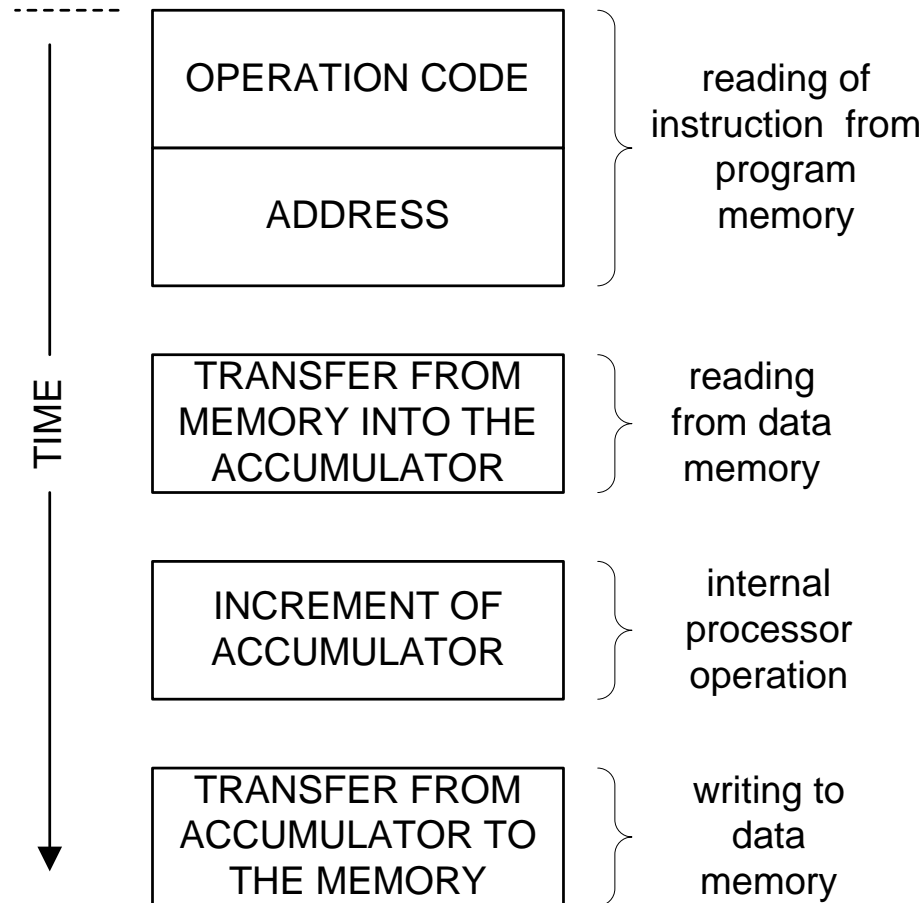 OPERATION CODE
ADDRESS
reading of
instruction from
program
memory
TIME
TRANSFER FROM
MEMORY INTO THE
ACCUMULATOR
reading
from data
memory
INCREMENT OF
ACCUMULATOR
internal
processor
operation
TRANSFER FROM
ACCUMULATOR TO
THE MEMORY
writing to
data
memory